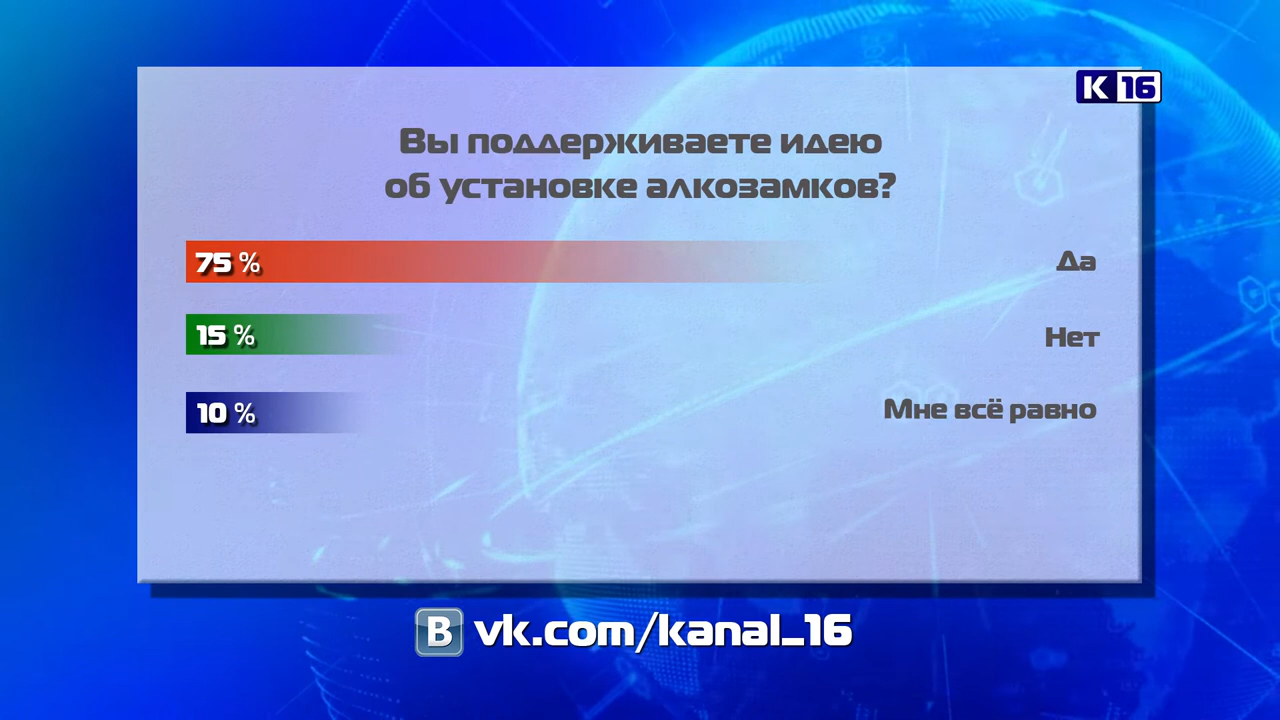 К 16
Вы поддерживаете идею
об установке алкозамков?
75 % Да
15 % Нет
10 % Мне всё равно
В vk.com/kanal_16